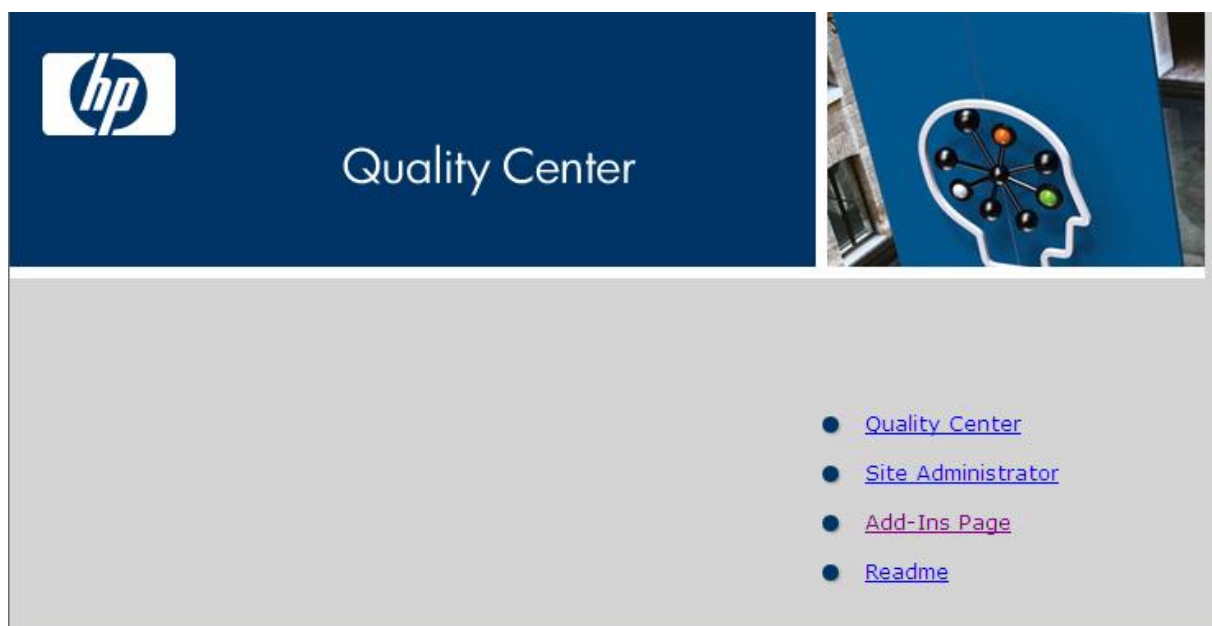 hp
Quality Center
Quality Center
Site Administrator
Add-Ins Page
Readme